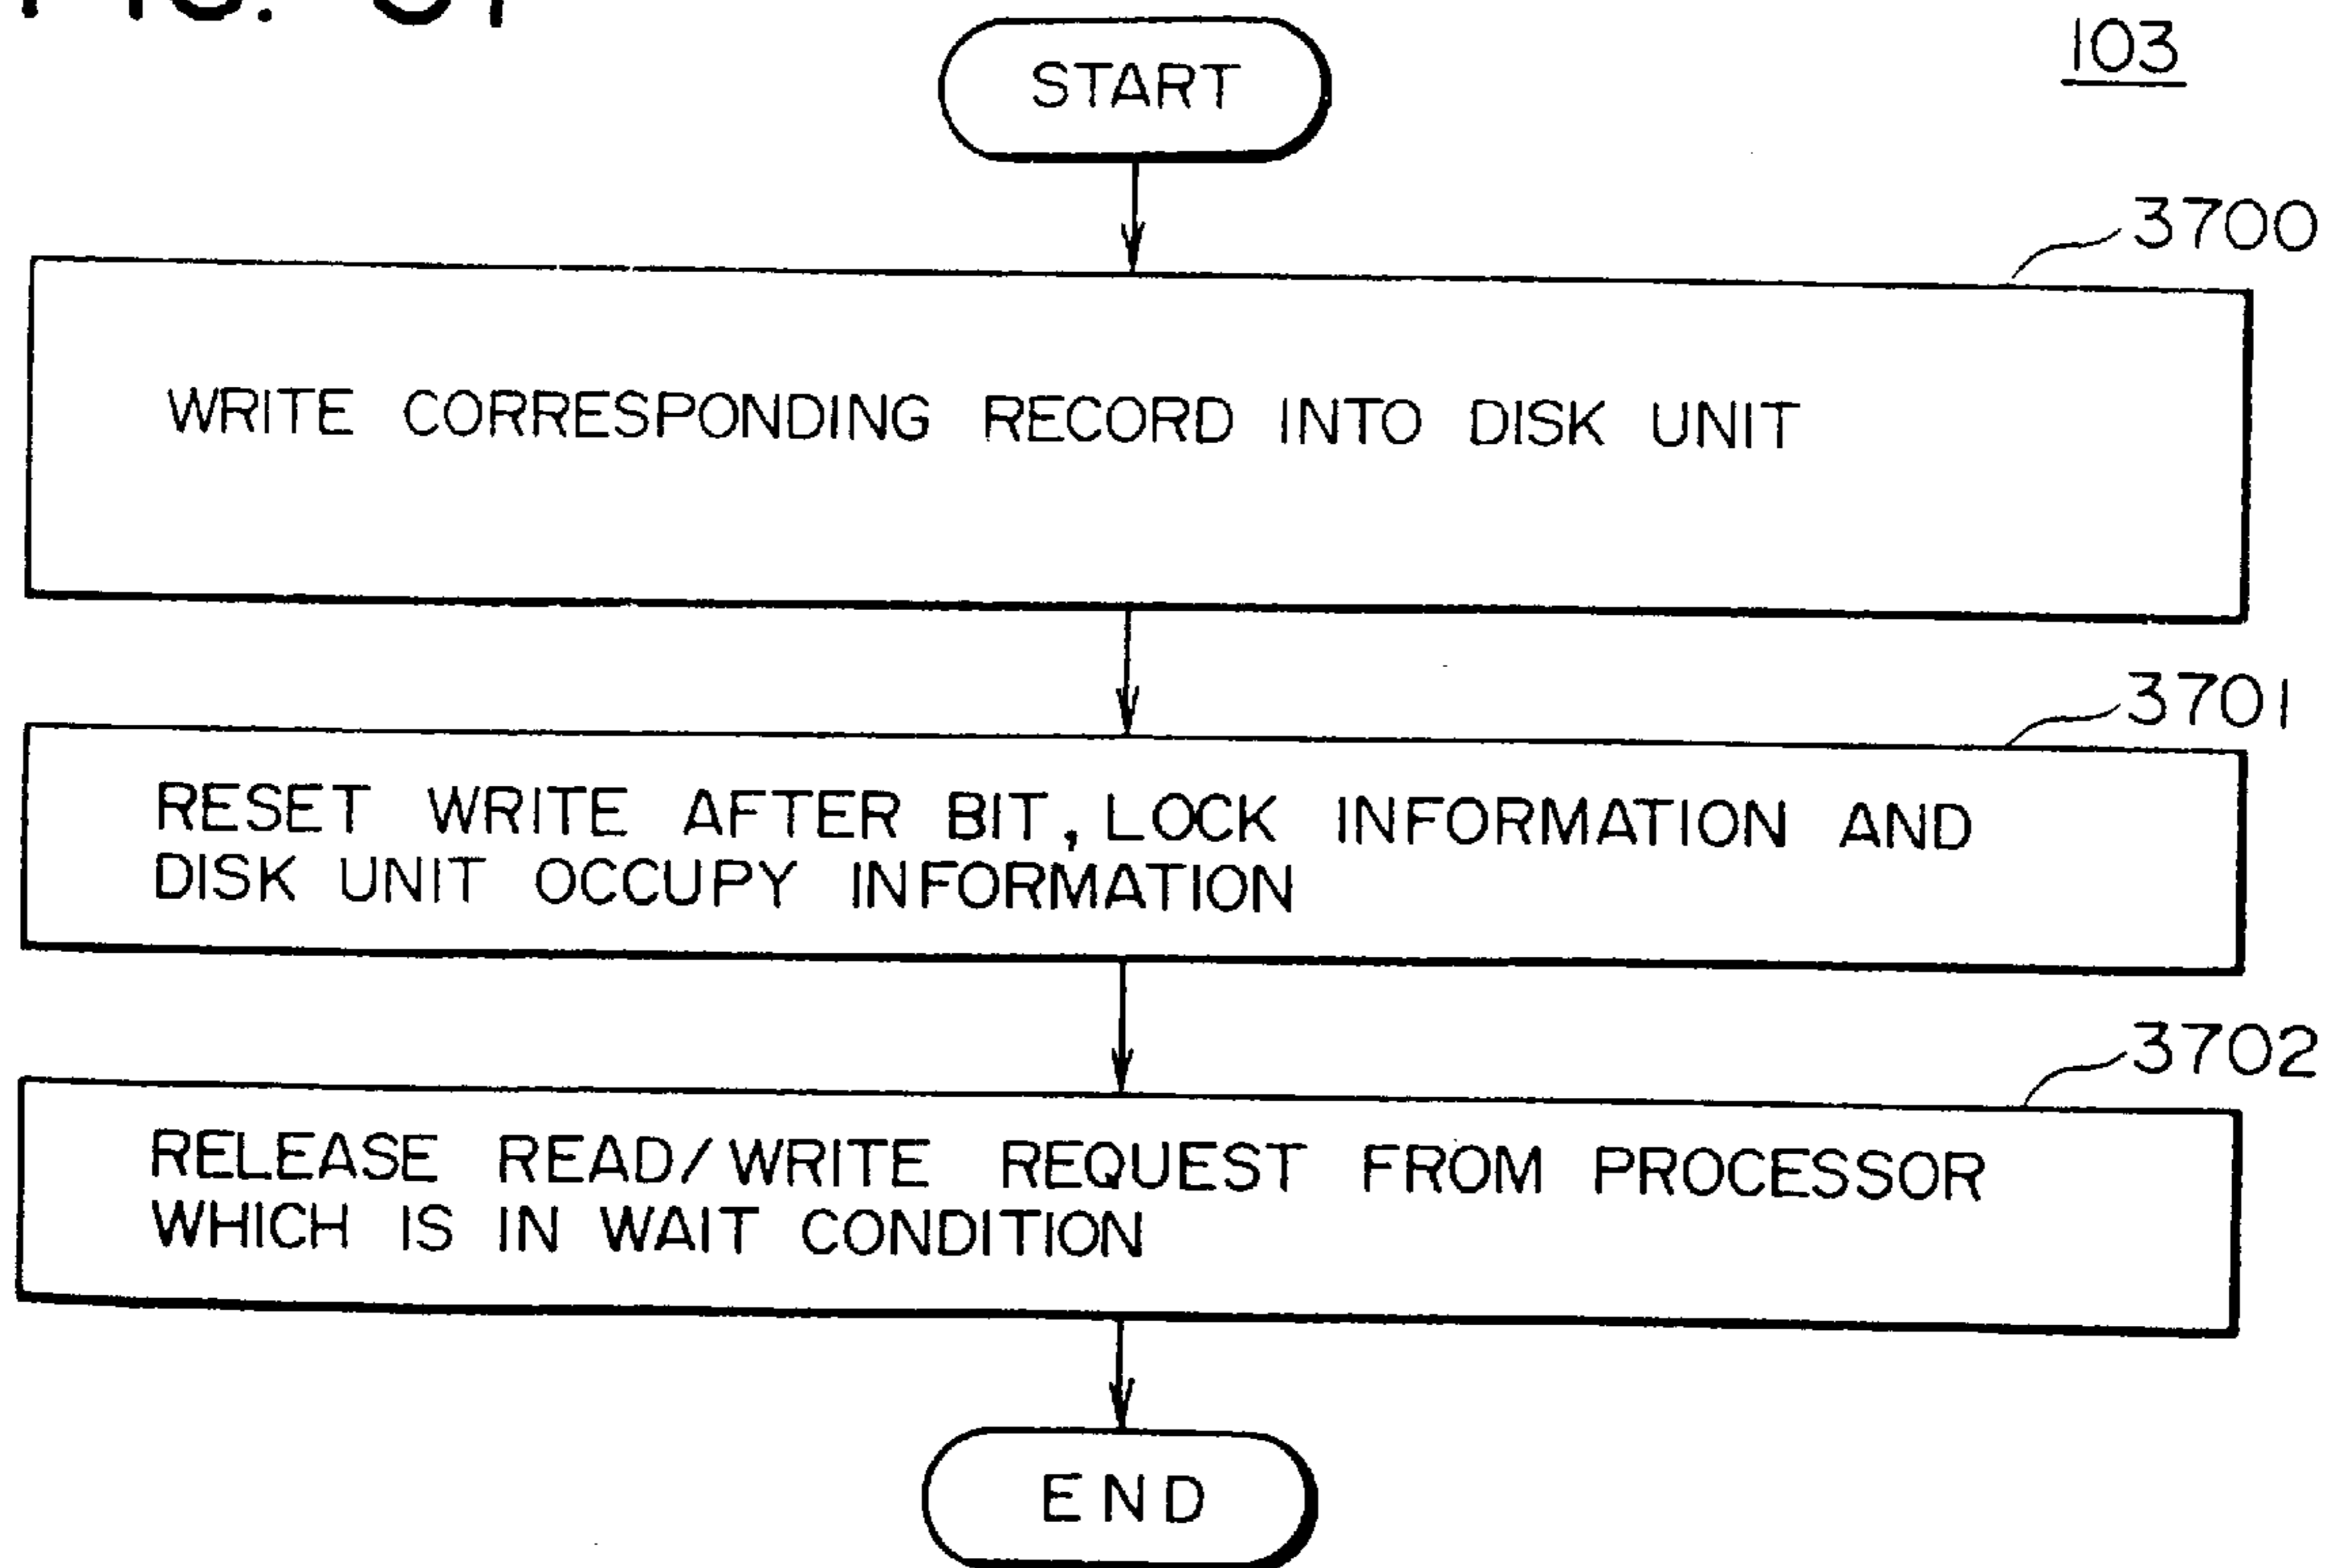 START
103
3700
WRITE CORRESPONDING RECORD INTO DISK UNIT
3701
RESET WRITE AFTER BIT, LOCK INFORMATION AND
DISK UNIT OCCUPY INFORMATION
3702
RELEASE READ/WRITE REQUEST FROM PROCESSOR
WHICH IS IN WAIT CONDITION
END